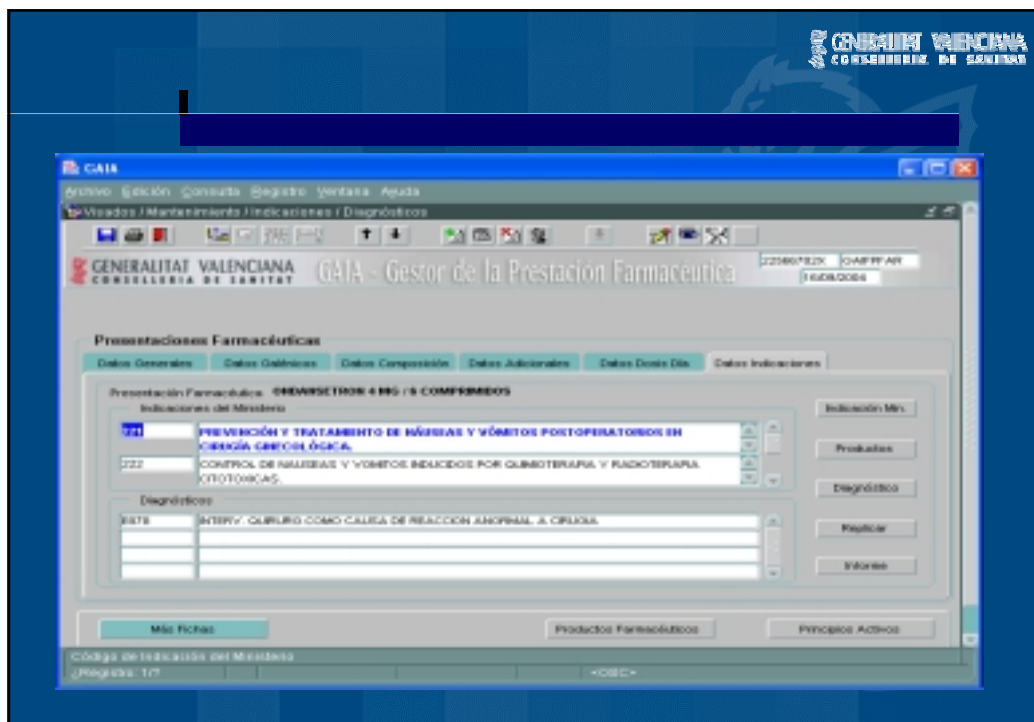 GENERALITAT VALENCIANA
CONSELLERIA DE SANITAT
GAIA
Archivo Edición Consulta Registro Ventana Ayuda
Visados / Mantenimiento / Indicaciones / Diagnósticos
GENERALITAT VALENCIANA
CONSELLERIA DE SANITAT
GAIA - Gestor de la Prestación Farmacéutica
Presentaciones Farmacéuticas
Datos Generales Datos Galénicos Datos Composición Datos Adicionales Datos Dosis Día Datos Indicaciones
Presentación Farmacéutica ONDANSETRON 4 MG / 6 COMPRIMIDOS
Indicaciones del Ministerio
Indicación Min.
221 PREVENCIÓN Y TRATAMIENTO DE NÁUSEAS Y VÓMITOS POSTOPERATORIOS EN
CIRUGÍA GINECOLÓGICA.
Productos
222 CONTROL DE NAUSEAS Y VOMITOS INDUCIDOS POR QUIMIOTERAPIA Y RADIOTERAPIA
CITOTOXICAS.
Diagnóstico
Diagnósticos
INTERV. QUIRURG COMO CAUSA DE REACCION ANORMAL A CIRUGIA
Replicar
Informe
Más Fichas Productos Farmacéuticos Principios Activos
Código de Indicación del Ministerio
Registro: 1/7 <OSC>